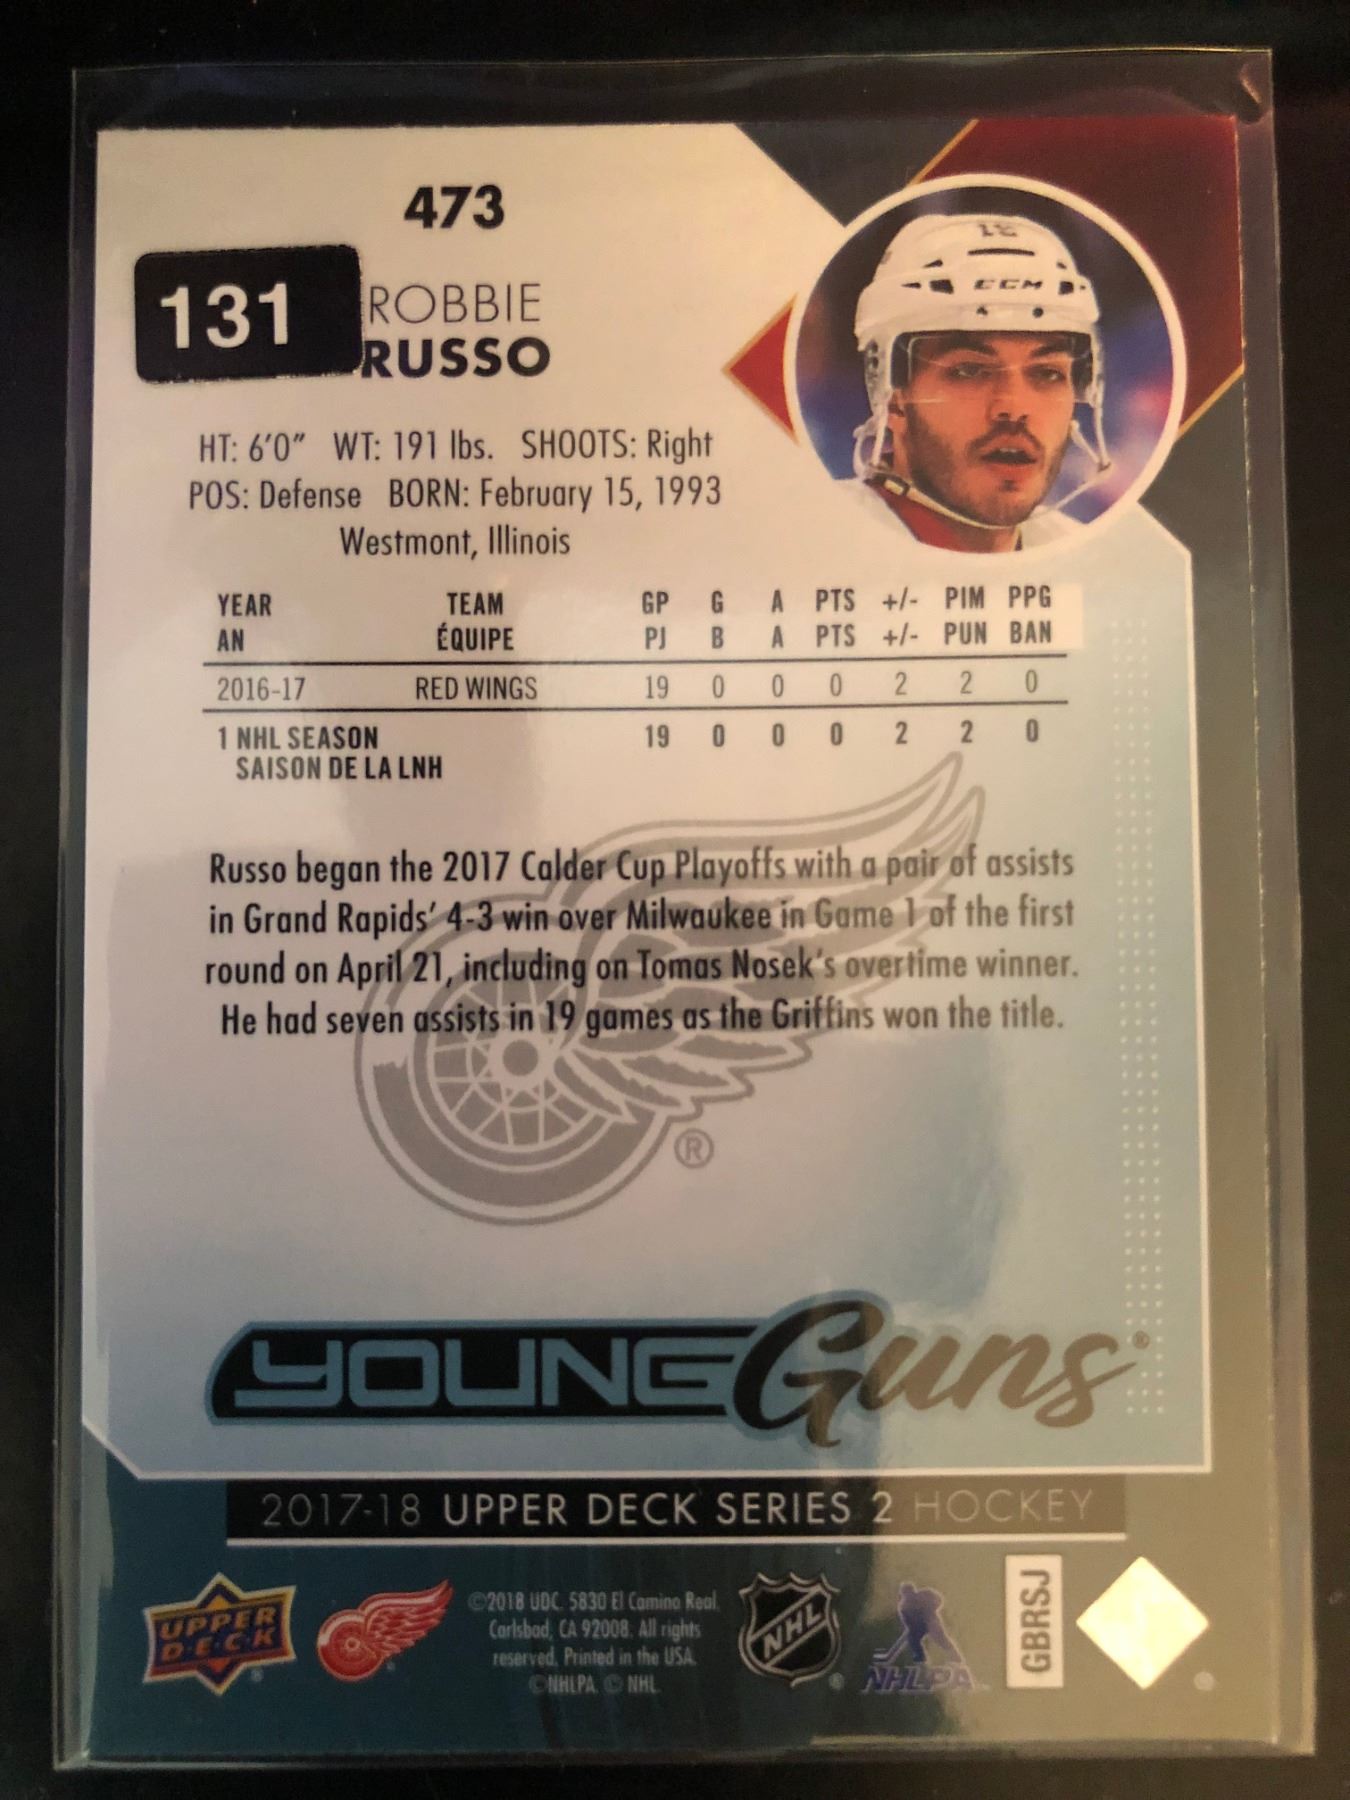 473
131
ROBBIE
RUSSO
CCM
HT: 6'0" WT: 191 lbs. SHOOTS: Right
POS: Defense BORN: February 15, 1993
Westmont, Illinois
YEAR TEAM GP G A PTS +/- PIM PPG
AN ÉQUIPE PJ B A PTS +/- PUN BAN
2016-17 RED WINGS 19 0 0 0 2 2 0
1 NHL SEASON 19 0 0 0 2 2 0
SAISON DE LA LNH
Russo began the 2017 Calder Cup Playoffs with a pair of assists
in Grand Rapids' 4-3 win over Milwaukee in Game 1 of the first
round on April 21, including on Tomas Nosek's overtime winner.
He had seven assists in 19 games as the Griffins won the title.
®
YOUNG Guns®
2017-18 UPPER DECK SERIES 2 HOCKEY
UPPER
DECK
©2018 UDC. 5830 El Camino Real,
Carlsbad, CA 92008. All rights
reserved. Printed in the USA.
©NHLPA. © NHL.
NHL
NHLPA
GBRSJ